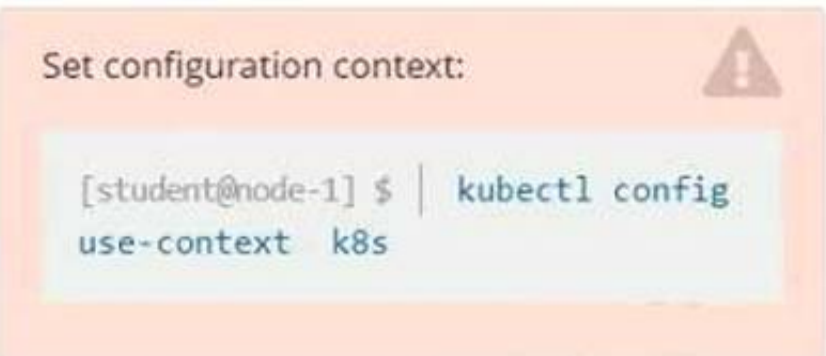 Set configuration context:
[student@node-1] $ | kubectl config
use-context k8s